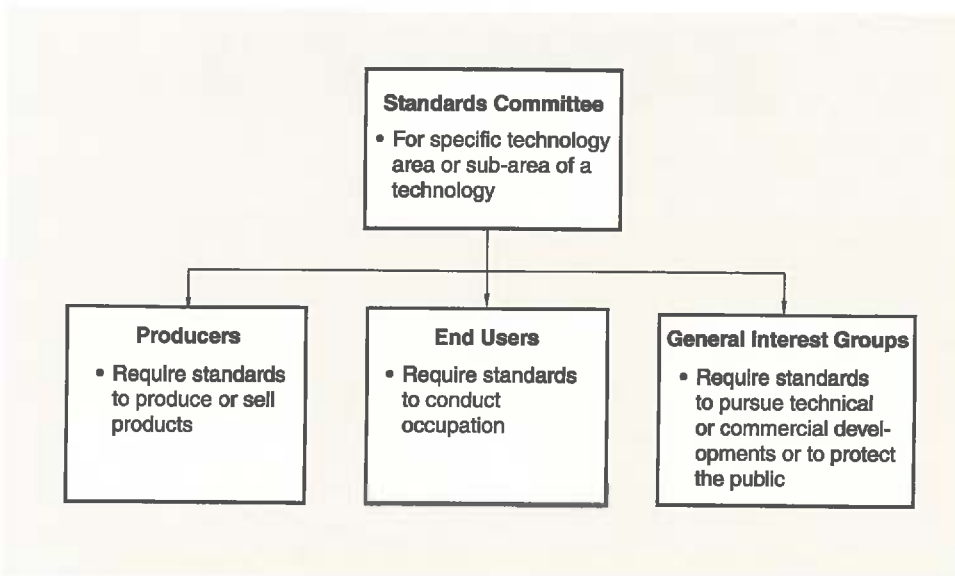 Standards Committee
• For specific technology
area or sub-area of a
technology
Producers
• Require standards
to produce or sell
products
End Users
• Require standards
to conduct
occupation
General Interest Groups
• Require standards
to pursue technical
or commercial devel-
opments or to protect
the public